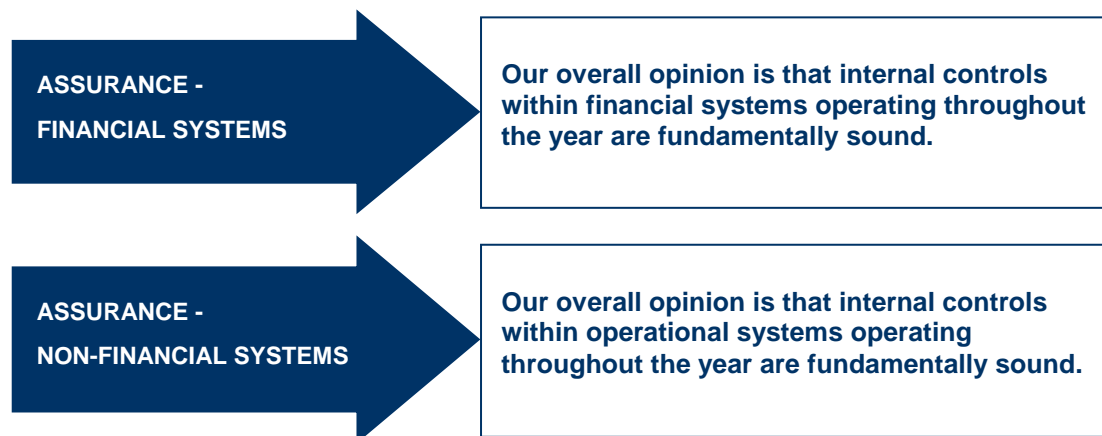 ASSURANCE -
FINANCIAL SYSTEMS
Our overall opinion is that internal controls
within financial systems operating throughout
the year are fundamentally sound.
ASSURANCE -
NON-FINANCIAL SYSTEMS
Our overall opinion is that internal controls
within operational systems operating
throughout the year are fundamentally sound.